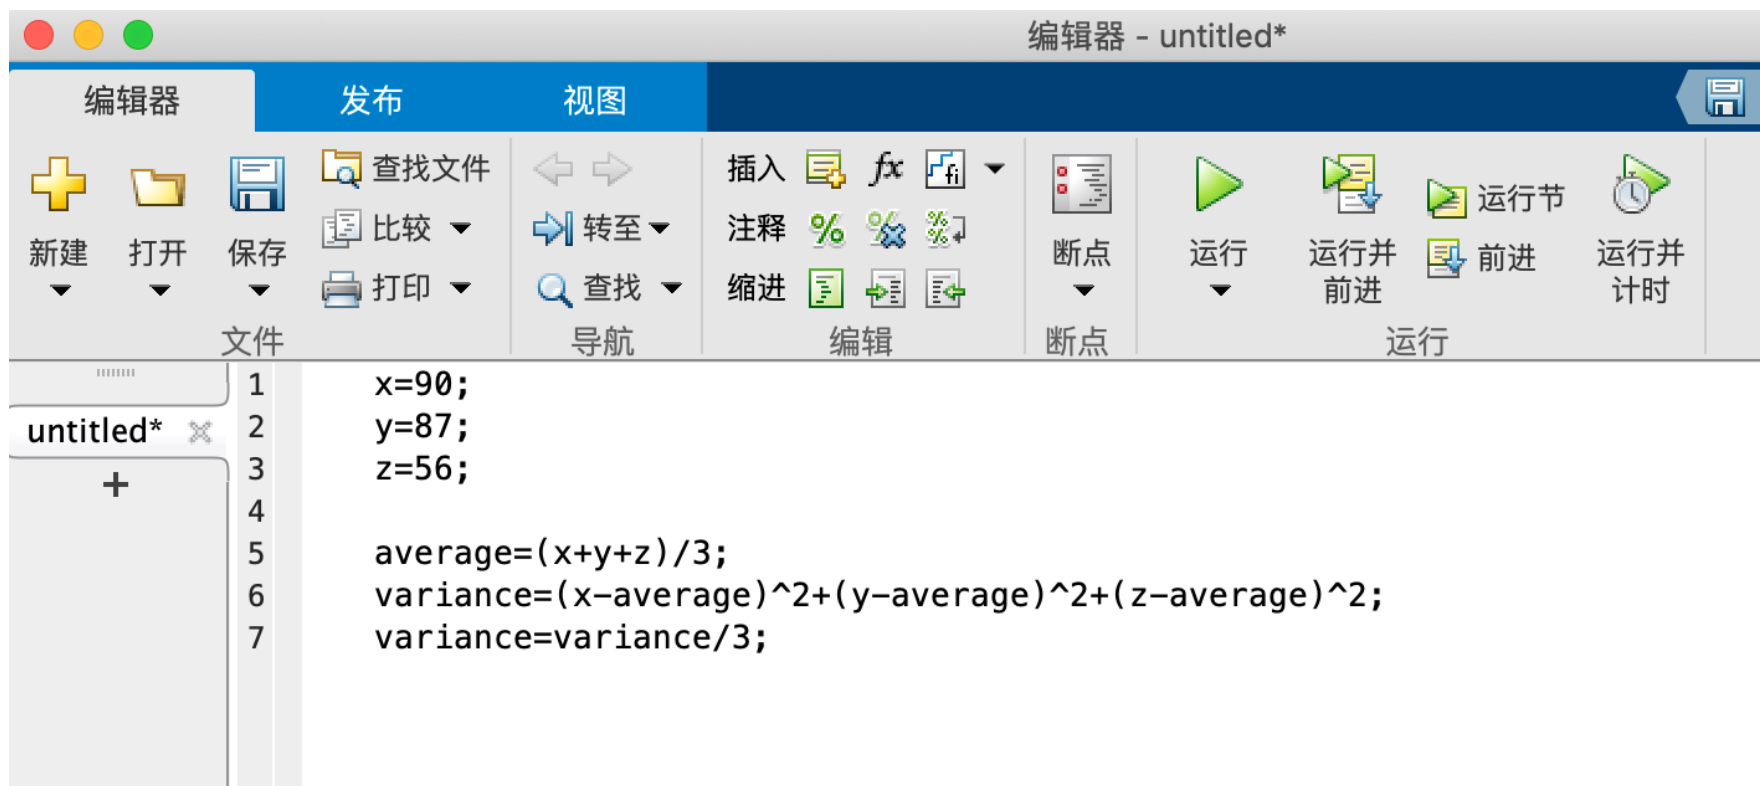 编辑器 - untitled*
编辑器 发布 视图
新建 打开 保存 查找文件 比较 打印 文件
转至 查找 导航
插入 fx fi
注释 % % %
缩进
编辑
断点
断点
运行 运行并前进 运行节 前进 运行并计时
运行
untitled*
+
1 x=90;
2 y=87;
3 z=56;
4
5 average=(x+y+z)/3;
6 variance=(x-average)^2+(y-average)^2+(z-average)^2;
7 variance=variance/3;